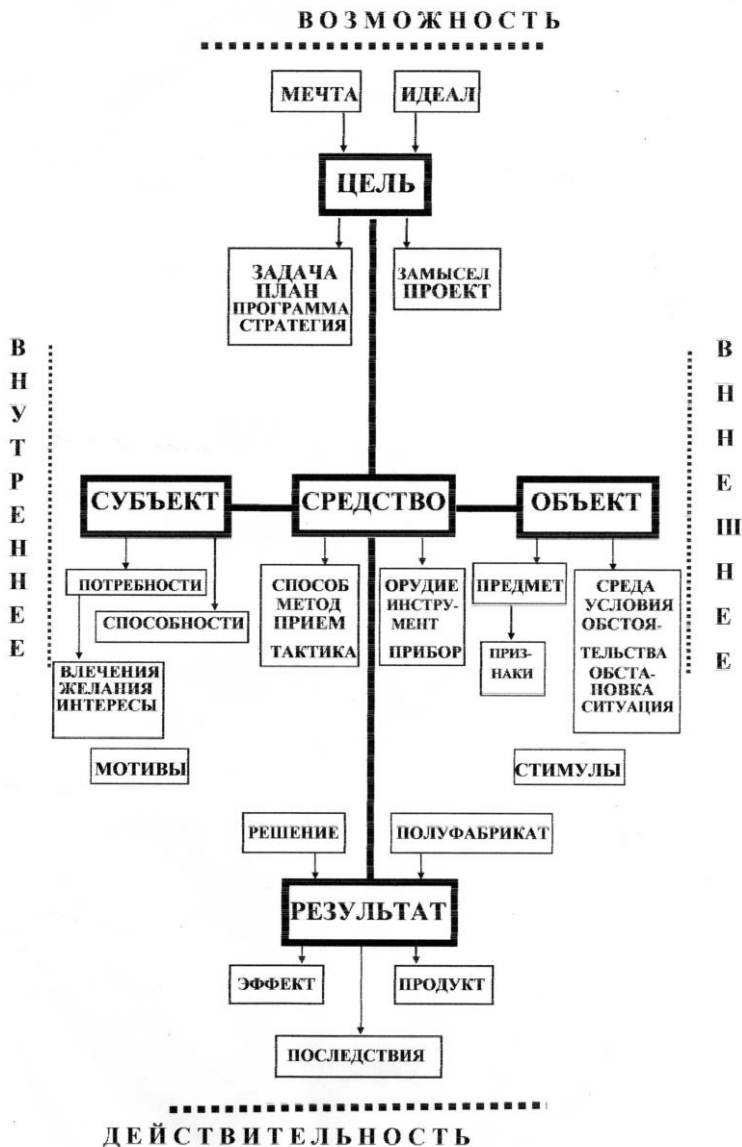 ВОЗМОЖНОСТЬ
МЕЧТА
ИДЕАЛ
ЦЕЛЬ
ЗАДАЧА
ПЛАН
ПРОГРАММА
СТРАТЕГИЯ
ЗАМЫСЕЛ
ПРОЕКТ
ВНУТРЕННЕЕ
ВННЕШНЕЕ
СУБЪЕКТ
СРЕДСТВО
ОБЪЕКТ
ПОТРЕБНОСТИ
СПОСОБНОСТИ
ВЛЕЧЕНИЯ
ЖЕЛАНИЯ
ИНТЕРЕСЫ
МОТИВЫ
СПОСОБ
МЕТОД
ПРИЕМ
ТАКТИКА
ОРУДИЕ
ИНСТРУ-
МЕНТ
ПРИБОР
ПРЕДМЕТ
ПРИЗ-
НАКИ
СРЕДА
УСЛОВИЯ
ОБСТОЯ-
ТЕЛЬСТВА
ОБСТА-
НОВКА
СИТУАЦИЯ
СТИМУЛЫ
РЕШЕНИЕ
ПОЛУФАБРИКАТ
РЕЗУЛЬТАТ
ЭФФЕКТ
ПРОДУКТ
ПОСЛЕДСТВИЯ
ДЕЙСТВИТЕЛЬНОСТЬ